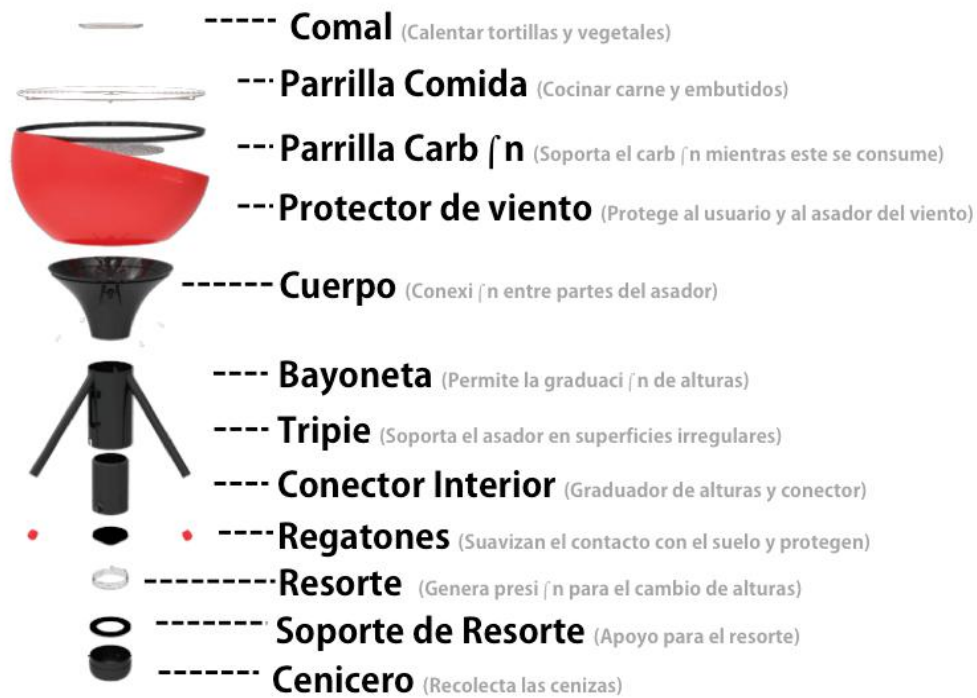 Comal (Calentar tortillas y vegetales)
Parrilla Comida (Cocinar carne y embutidos)
Parrilla Carb ⌠n (Soporta el carb ⌠n mientras este se consume)
Protector de viento (Protege al usuario y al asador del viento)
Cuerpo (Conexi ⌠n entre partes del asador)
Bayoneta (Permite la graduaci ⌠n de alturas)
Tripie (Soporta el asador en superficies irregulares)
Conector Interior (Graduador de alturas y conector)
Regatones (Suavizan el contacto con el suelo y protegen)
Resorte (Genera presi ⌠n para el cambio de alturas)
Soporte de Resorte (Apoyo para el resorte)
Cenicero (Recolecta las cenizas)